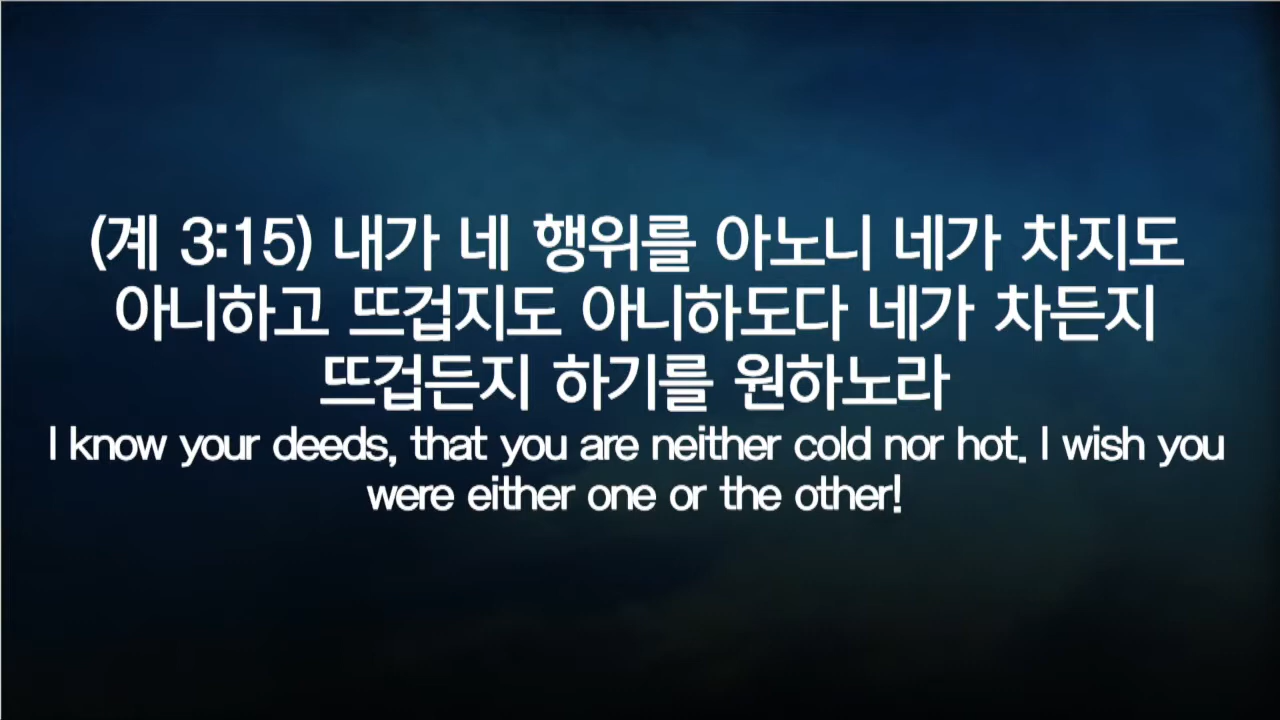 (계 3:15) 내가 네 행위를 아노니 네가 차지도
아니하고 뜨겁지도 아니하도다 네가 차든지
뜨겁든지 하기를 원하노라
I know your deeds, that you are neither cold nor hot. I wish you
were either one or the other!